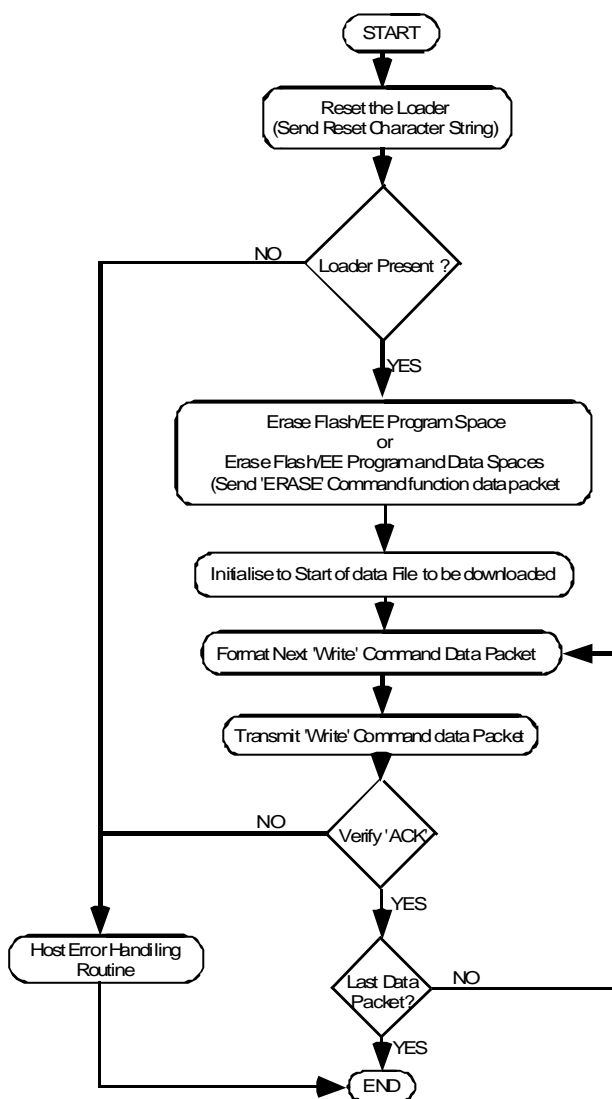 START
Reset the Loader
(Send Reset Character String)
NO
Loader Present ?
YES
Erase Flash/EE Program Space
or
Erase Flash/EE Program and Data Spaces
(Send 'ERASE' Command function data packet
Initialise to Start of data File to be downloaded
Format Next 'Write' Command Data Packet
Transmit 'Write' Command data Packet
NO
Verify 'ACK'
YES
Host Error Handiling
Routine
Last Data
Packet?
NO
YES
END